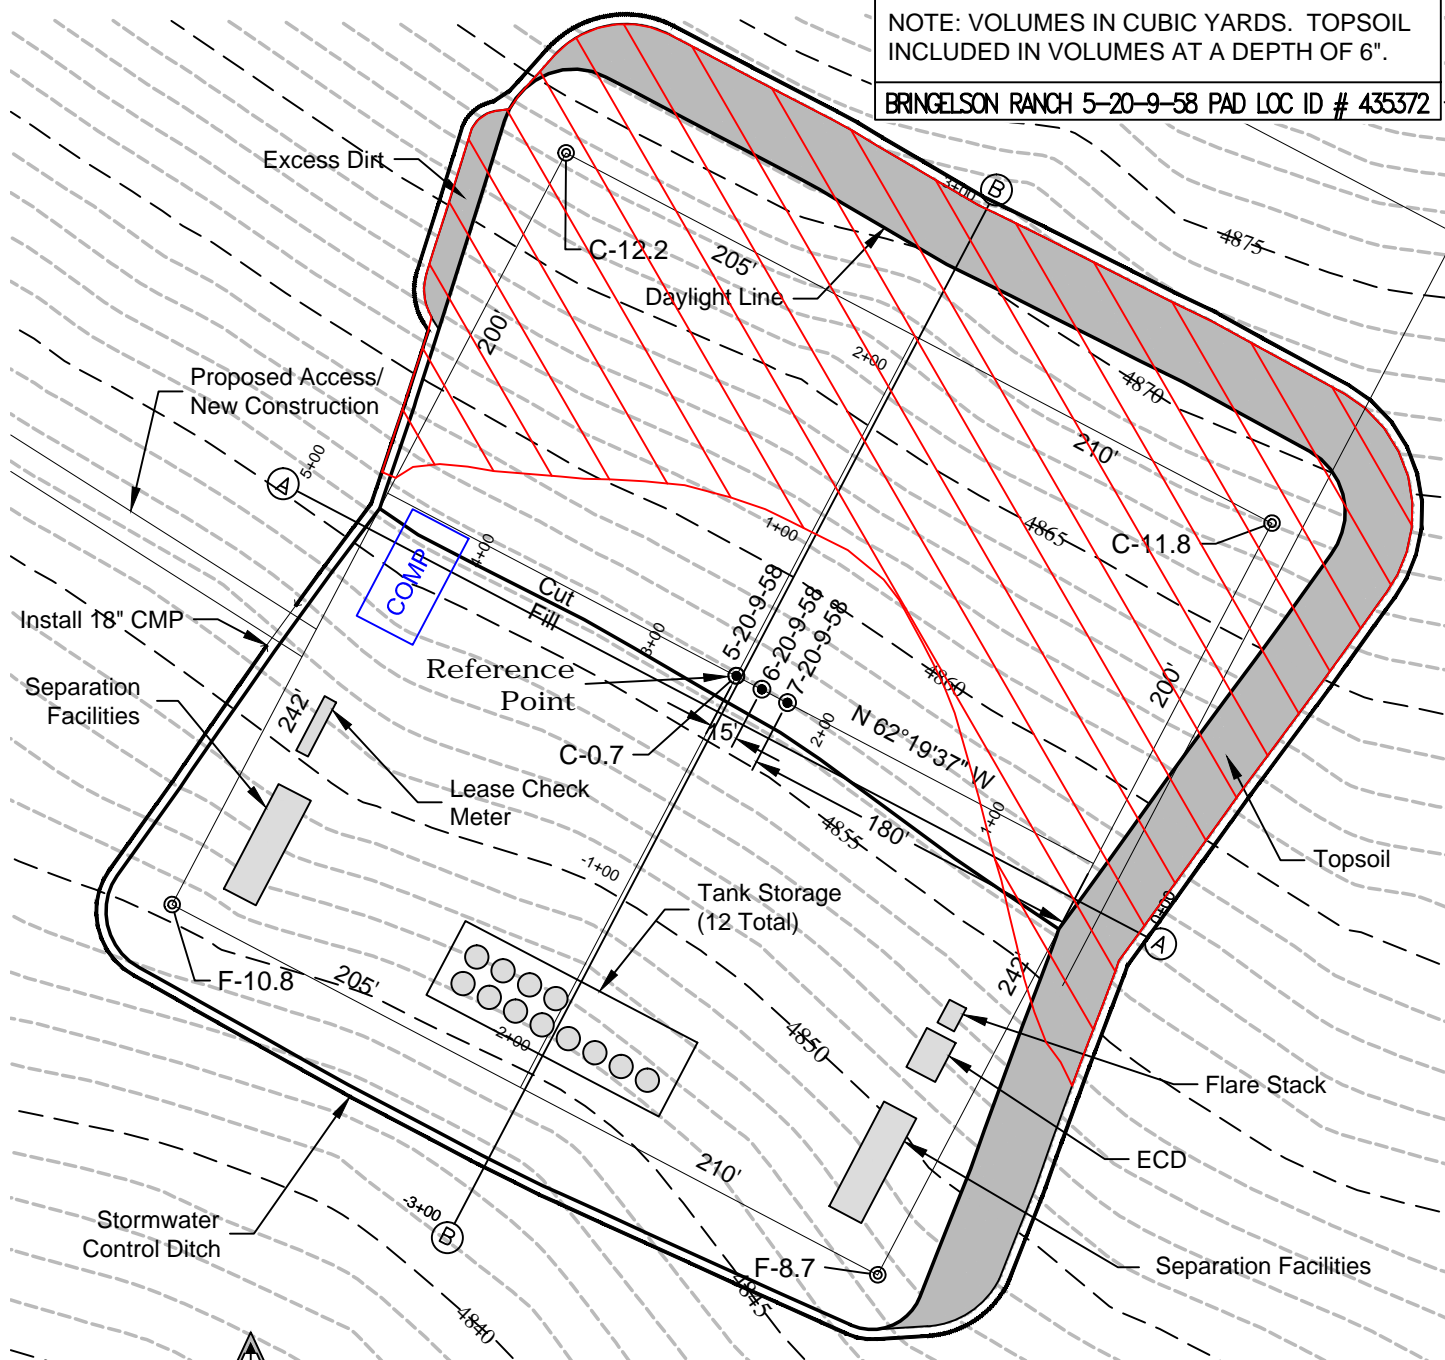 NOTE: VOLUMES IN CUBIC YARDS. TOPSOIL
INCLUDED IN VOLUMES AT A DEPTH OF 6".
BRINGELSON RANCH 5-20-9-58 PAD LOC ID # 435372
Excess Dirt
3+00
B
4875
C-12.2
205'
Daylight Line
200'
2+00
4870
Proposed Access/
New Construction
210'
5+00
A
1+00
4865
C-11.8
4+00
COMP
Cut
Fill
5-20-9-58
6-20-9-58
7-20-9-58
Install 18" CMP
3+00
Reference
Point
4860
200'
Separation
Facilities
242'
15'
2+00
N 62°19'37" W
C-0.7
Lease Check
Meter
4855
180'
1+00
-1+00
Topsoil
Tank Storage
(12 Total)
0+00
A
F-10.8
205'
242'
2+00
4850
Flare Stack
ECD
210'
Stormwater
Control Ditch
-3+00
B
F-8.7
Separation Facilities
4845
4840